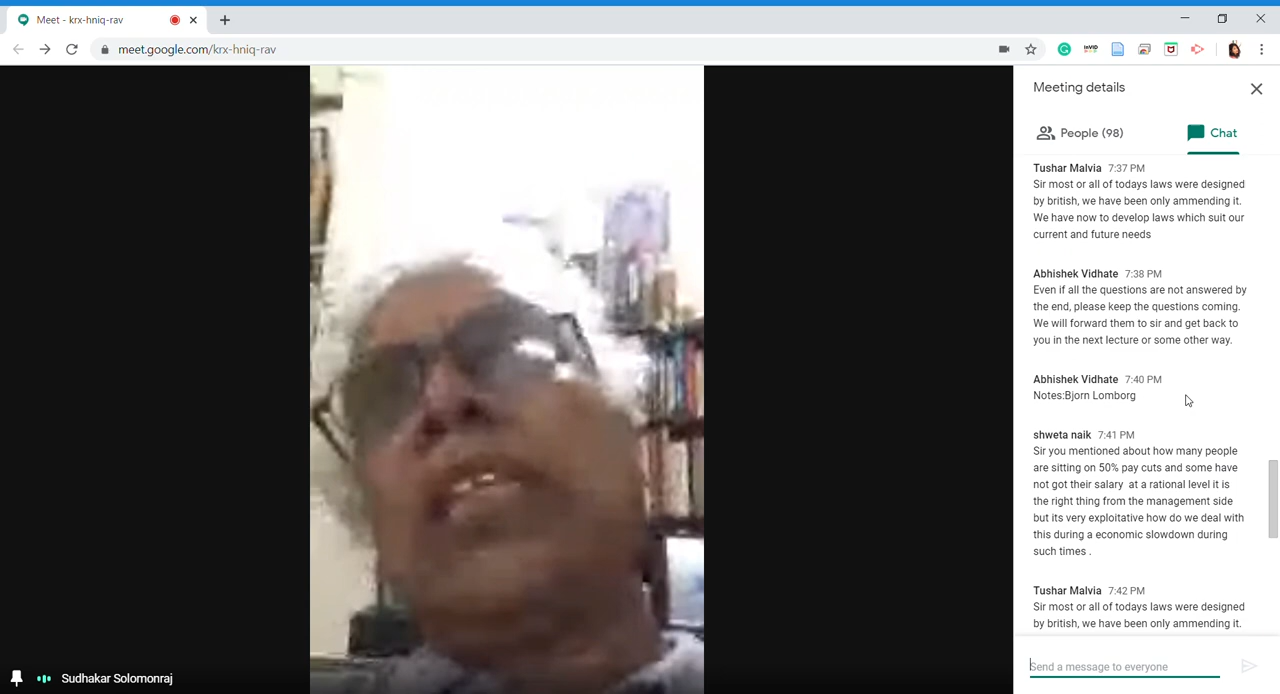 Meet - krx-hniq-rav
meet.google.com/krx-hniq-rav
Meeting details
People (98)
Chat
Tushar Malvia 7:37 PM
Sir most or all of todays laws were designed
by british, we have been only ammending it.
We have now to develop laws which suit our
current and future needs
Abhishek Vidhate 7:38 PM
Even if all the questions are not answered by
the end, please keep the questions coming.
We will forward them to sir and get back to
you in the next lecture or some other way.
Abhishek Vidhate 7:40 PM
Notes:Bjorn Lomborg
shweta naik 7:41 PM
Sir you mentioned about how many people
are sitting on 50% pay cuts and some have
not got their salary at a rational level it is
the right thing from the management side
but its very exploitative how do we deal with
this during a economic slowdown during
such times .
Tushar Malvia 7:42 PM
Sir most or all of todays laws were designed
by british, we have been only ammending it.
Send a message to everyone
Sudhakar Solomonraj